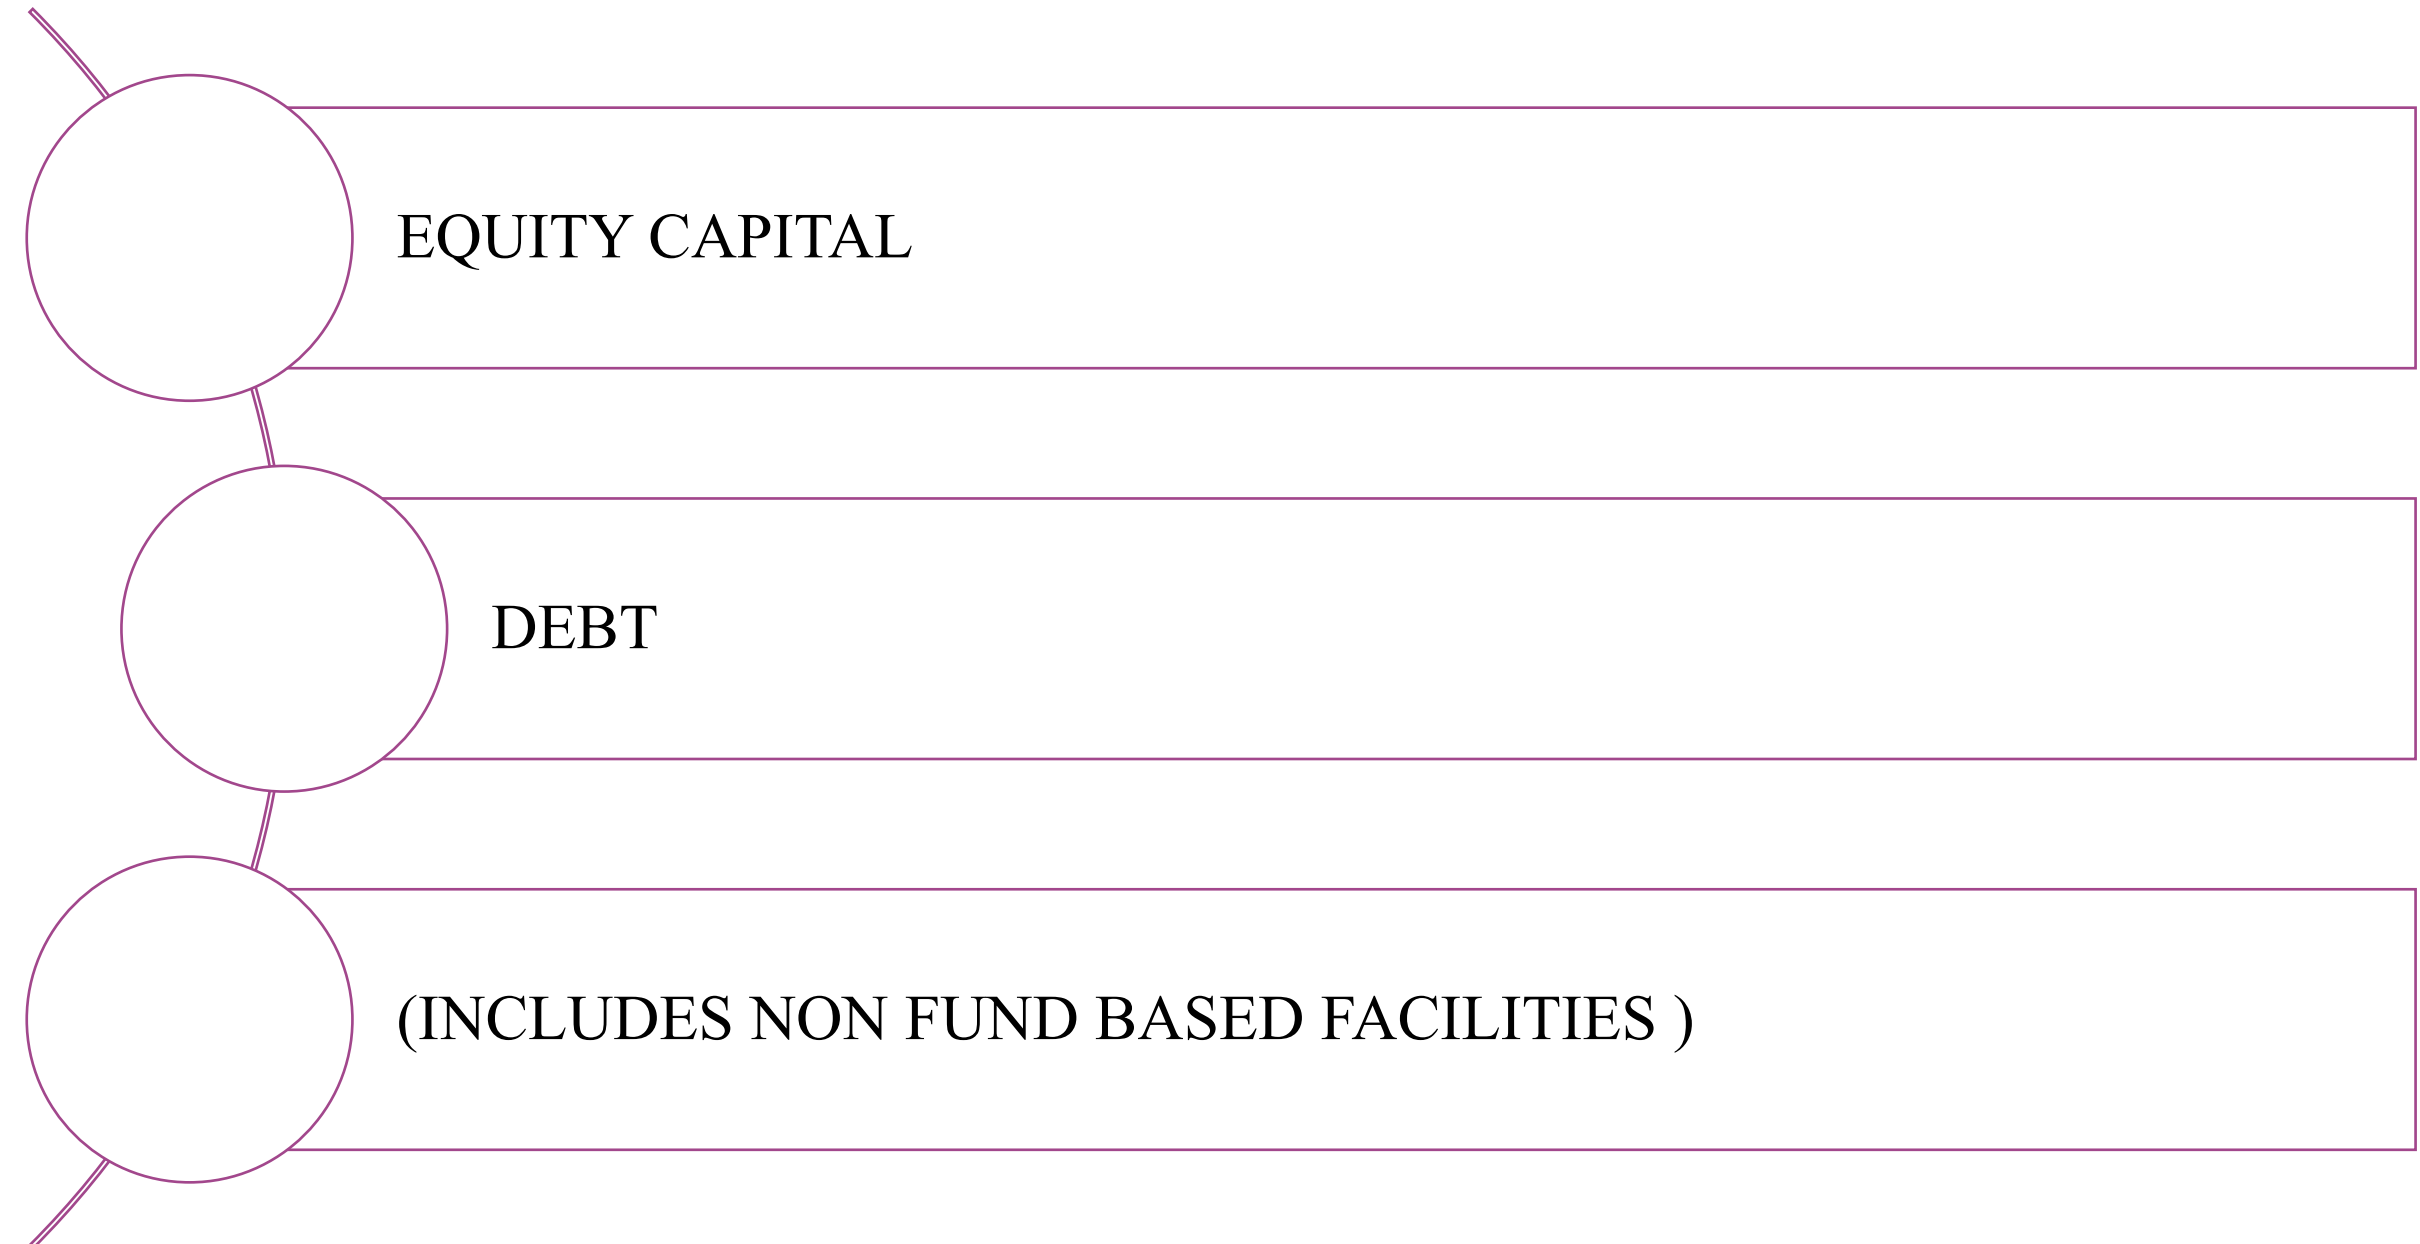 EQUITY CAPITAL
DEBT
(INCLUDES NON FUND BASED FACILITIES )